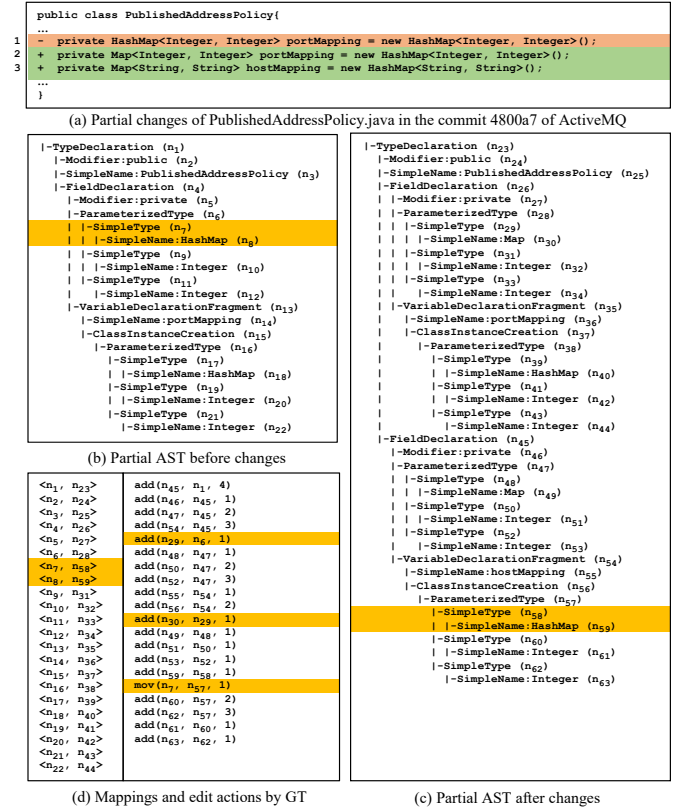 public class PublishedAddressPolicy{
...
1 - private HashMap<Integer, Integer> portMapping = new HashMap<Integer, Integer>();
2 + private Map<Integer, Integer> portMapping = new HashMap<Integer, Integer>();
3 + private Map<String, String> hostMapping = new HashMap<String, String>();
...
}
(a) Partial changes of PublishedAddressPolicy.java in the commit 4800a7 of ActiveMQ
|-TypeDeclaration (n1)
|-Modifier:public (n2)
|-SimpleName:PublishedAddressPolicy (n3)
|-FieldDeclaration (n4)
| |-Modifier:private (n5)
| |-ParameterizedType (n6)
| | |-SimpleType (n7)
| | | |-SimpleName:HashMap (n8)
| | |-SimpleType (n9)
| | | |-SimpleName:Integer (n10)
| | |-SimpleType (n11)
| | |-SimpleName:Integer (n12)
|-VariableDeclarationFragment (n13)
|-SimpleName:portMapping (n14)
|-ClassInstanceCreation (n15)
|-ParameterizedType (n16)
|-SimpleType (n17)
| |-SimpleName:HashMap (n18)
|-SimpleType (n19)
| |-SimpleName:Integer (n20)
|-SimpleType (n21)
|-SimpleName:Integer (n22)
(b) Partial AST before changes
|-TypeDeclaration (n23)
|-Modifier:public (n24)
|-SimpleName:PublishedAddressPolicy (n25)
|-FieldDeclaration (n26)
| |-Modifier:private (n27)
| |-ParameterizedType (n28)
| | |-SimpleType (n29)
| | | |-SimpleName:Map (n30)
| | |-SimpleType (n31)
| | | |-SimpleName:Integer (n32)
| | |-SimpleType (n33)
| | |-SimpleName:Integer (n34)
| |-VariableDeclarationFragment (n35)
| |-SimpleName:portMapping (n36)
| |-ClassInstanceCreation (n37)
| |-ParameterizedType (n38)
| |-SimpleType (n39)
| | |-SimpleName:HashMap (n40)
| |-SimpleType (n41)
| | |-SimpleName:Integer (n42)
| |-SimpleType (n43)
| |-SimpleName:Integer (n44)
|-FieldDeclaration (n45)
|-Modifier:private (n46)
|-ParameterizedType (n47)
| |-SimpleType (n48)
| | |-SimpleName:Map (n49)
| |-SimpleType (n50)
| | |-SimpleName:Integer (n51)
| |-SimpleType (n52)
| |-SimpleName:Integer (n53)
|-VariableDeclarationFragment (n54)
|-SimpleName:hostMapping (n55)
|-ClassInstanceCreation (n56)
|-ParameterizedType (n57)
|-SimpleType (n58)
| |-SimpleName:HashMap (n59)
|-SimpleType (n60)
| |-SimpleName:Integer (n61)
|-SimpleType (n62)
|-SimpleName:Integer (n63)
(c) Partial AST after changes
<n1, n23>
<n2, n24>
<n3, n25>
<n4, n26>
<n5, n27>
<n6, n28>
<n7, n58>
<n8, n59>
<n9, n31>
<n10, n32>
<n11, n33>
<n12, n34>
<n13, n35>
<n14, n36>
<n15, n37>
<n16, n38>
<n17, n39>
<n18, n40>
<n19, n41>
<n20, n42>
<n21, n43>
<n22, n44>
add(n45, n1, 4)
add(n46, n45, 1)
add(n47, n45, 2)
add(n54, n45, 3)
add(n29, n6, 1)
add(n48, n47, 1)
add(n50, n47, 2)
add(n52, n47, 3)
add(n55, n54, 1)
add(n56, n54, 2)
add(n30, n29, 1)
add(n49, n48, 1)
add(n51, n50, 1)
add(n53, n52, 1)
add(n59, n58, 1)
mov(n7, n57, 1)
add(n60, n57, 2)
add(n62, n57, 3)
add(n61, n60, 1)
add(n63, n62, 1)
(d) Mappings and edit actions by GT